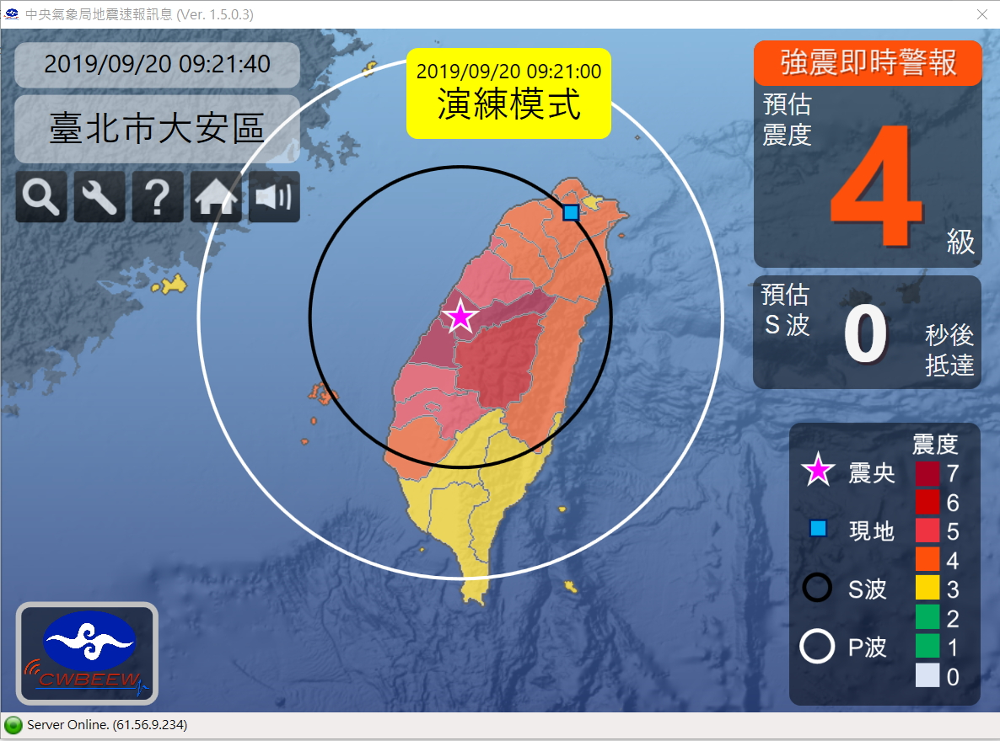 中央氣象局地震速報訊息 (Ver. 1.5.0.3)
2019/09/20 09:21:40
臺北市大安區
?
2019/09/20 09:21:00
演練模式
強震即時警報
預估
震度
4
級
預估
S 波
0
秒後
抵達
震度
震央
現地
S波
P波
7
6
5
4
3
2
1
0
CWBEEW
Server Online. (61.56.9.234)